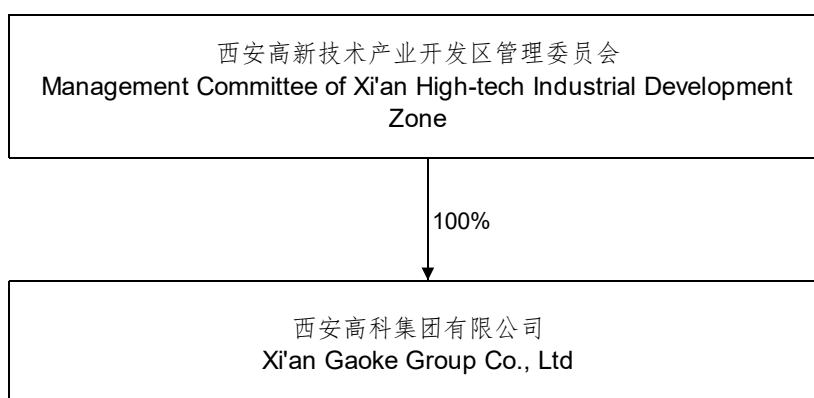 西安高新技术产业开发区管理委员会
Management Committee of Xi'an High-tech Industrial Development
Zone
100%
西安高科集团有限公司
Xi'an Gaoke Group Co., Ltd